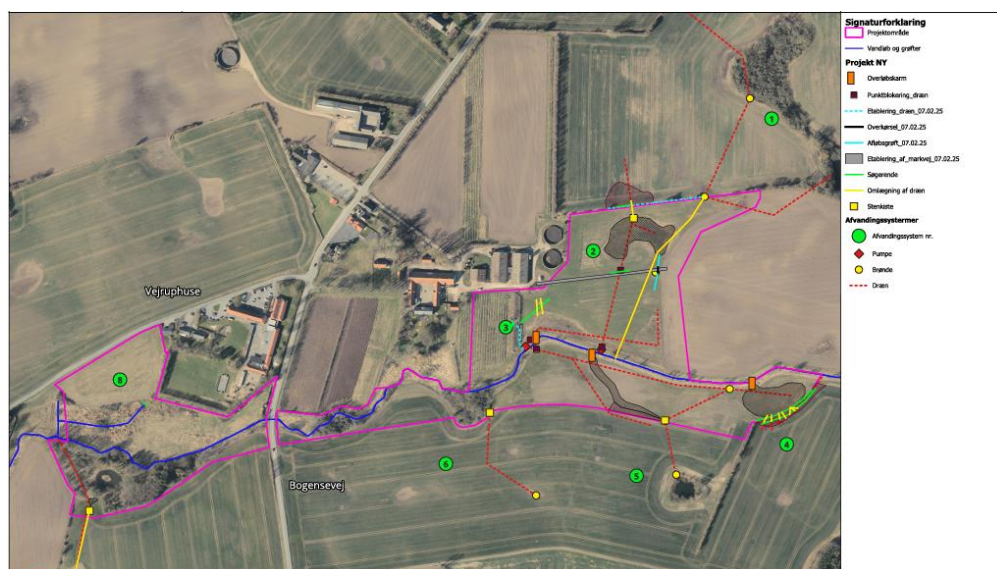 Signaturforklaring
Projektområde
Vandløb og grøfter
Projekt NY
Overløbskarm
Punktblokering_dræn
Etablering_dræn_07.02.25
Overkørsel_07.02.25
Afløbsgrøft_07.02.25
Etablering_af_markvej_07.02.25
Søgerende
Omlægning af dræn
Stenkiste
Afvandingssystemer
Afvandingssystem nr.
Pumpe
Brønde
Dræn
1
2
Vejruphuse
3
8
4
6
5
Bogensevej